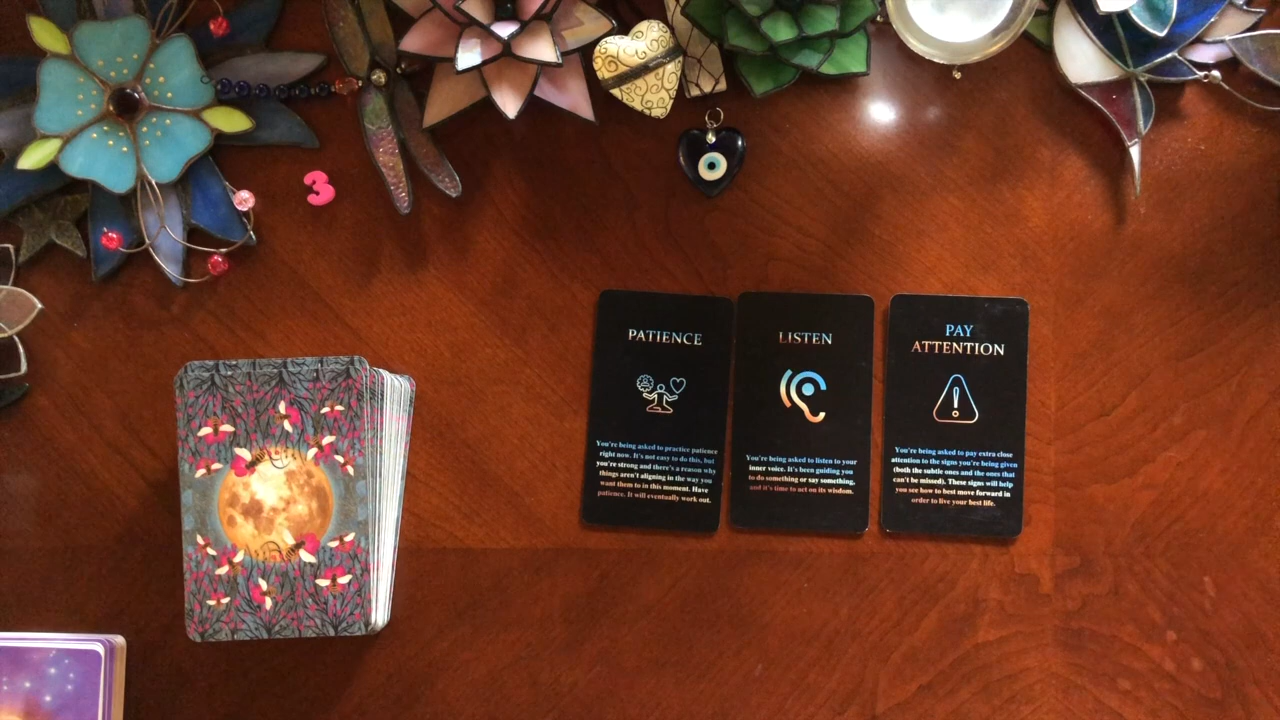 3
PATIENCE
You're being asked to practice patience
right now. It's not easy to do this, but
you're strong and there's a reason why
things aren't aligning in the way you
want them to in this moment. Have
patience. It will eventually work out.
LISTEN
You're being asked to listen to your
inner voice. It's been guiding you
to do something or say something,
and it's time to act on its wisdom.
PAY
ATTENTION
You're being asked to pay extra close
attention to the signs you're being given
(both the subtle ones and the ones that
can't be missed). These signs will help
you see how to best move forward in
order to live your best life.